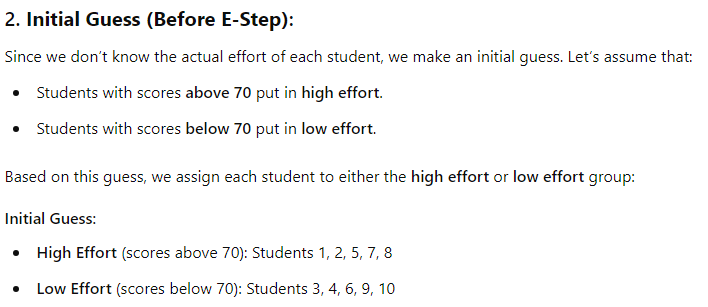 2. Initial Guess (Before E-Step):
Since we don't know the actual effort of each student, we make an initial guess. Let's assume that:
• Students with scores above 70 put in high effort.
• Students with scores below 70 put in low effort.
Based on this guess, we assign each student to either the high effort or low effort group:
Initial Guess:
• High Effort (scores above 70): Students 1, 2, 5, 7, 8
• Low Effort (scores below 70): Students 3, 4, 6, 9, 10